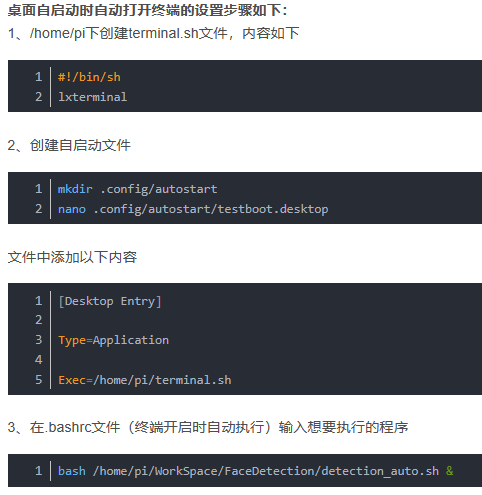 桌面自启动时自动打开终端的设置步骤如下：
1、/home/pi下创建terminal.sh文件，内容如下
1 #!/bin/sh
2 lxterminal
2、创建自启动文件
1 mkdir .config/autostart
2 nano .config/autostart/testboot.desktop
文件中添加以下内容
1 [Desktop Entry]
2
3 Type=Application
4
5 Exec=/home/pi/terminal.sh
3、在.bashrc文件（终端开启时自动执行）输入想要执行的程序
1 bash /home/pi/WorkSpace/FaceDetection/detection_auto.sh &